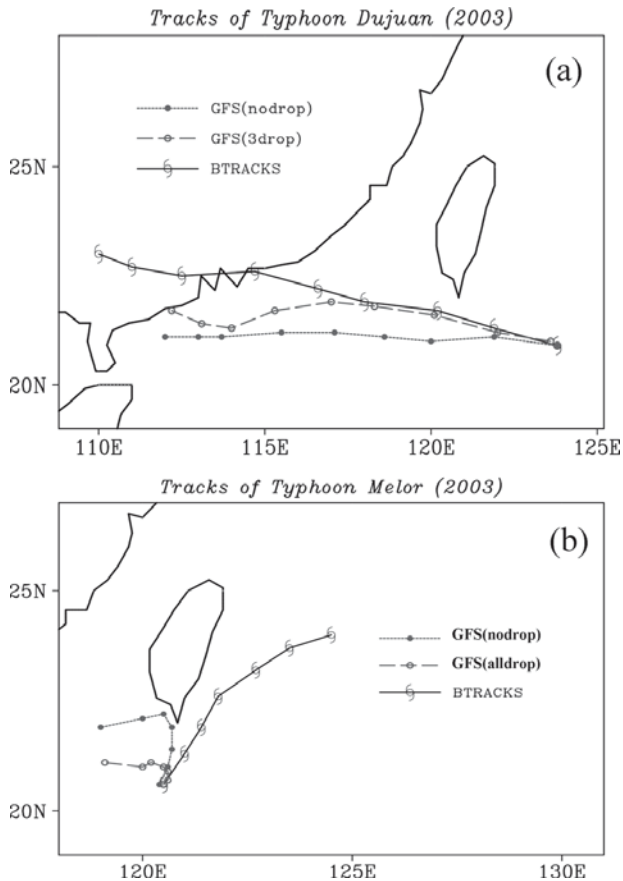 Tracks of Typhoon Dujuan (2003)
(a)
GFS(nodrop)
GFS(3drop)
BTRACKS
25N
20N
110E 115E 120E 125E
Tracks of Typhoon Melor (2003)
(b)
25N
GFS(nodrop)
GFS(alldrop)
BTRACKS
20N
120E 125E 130E